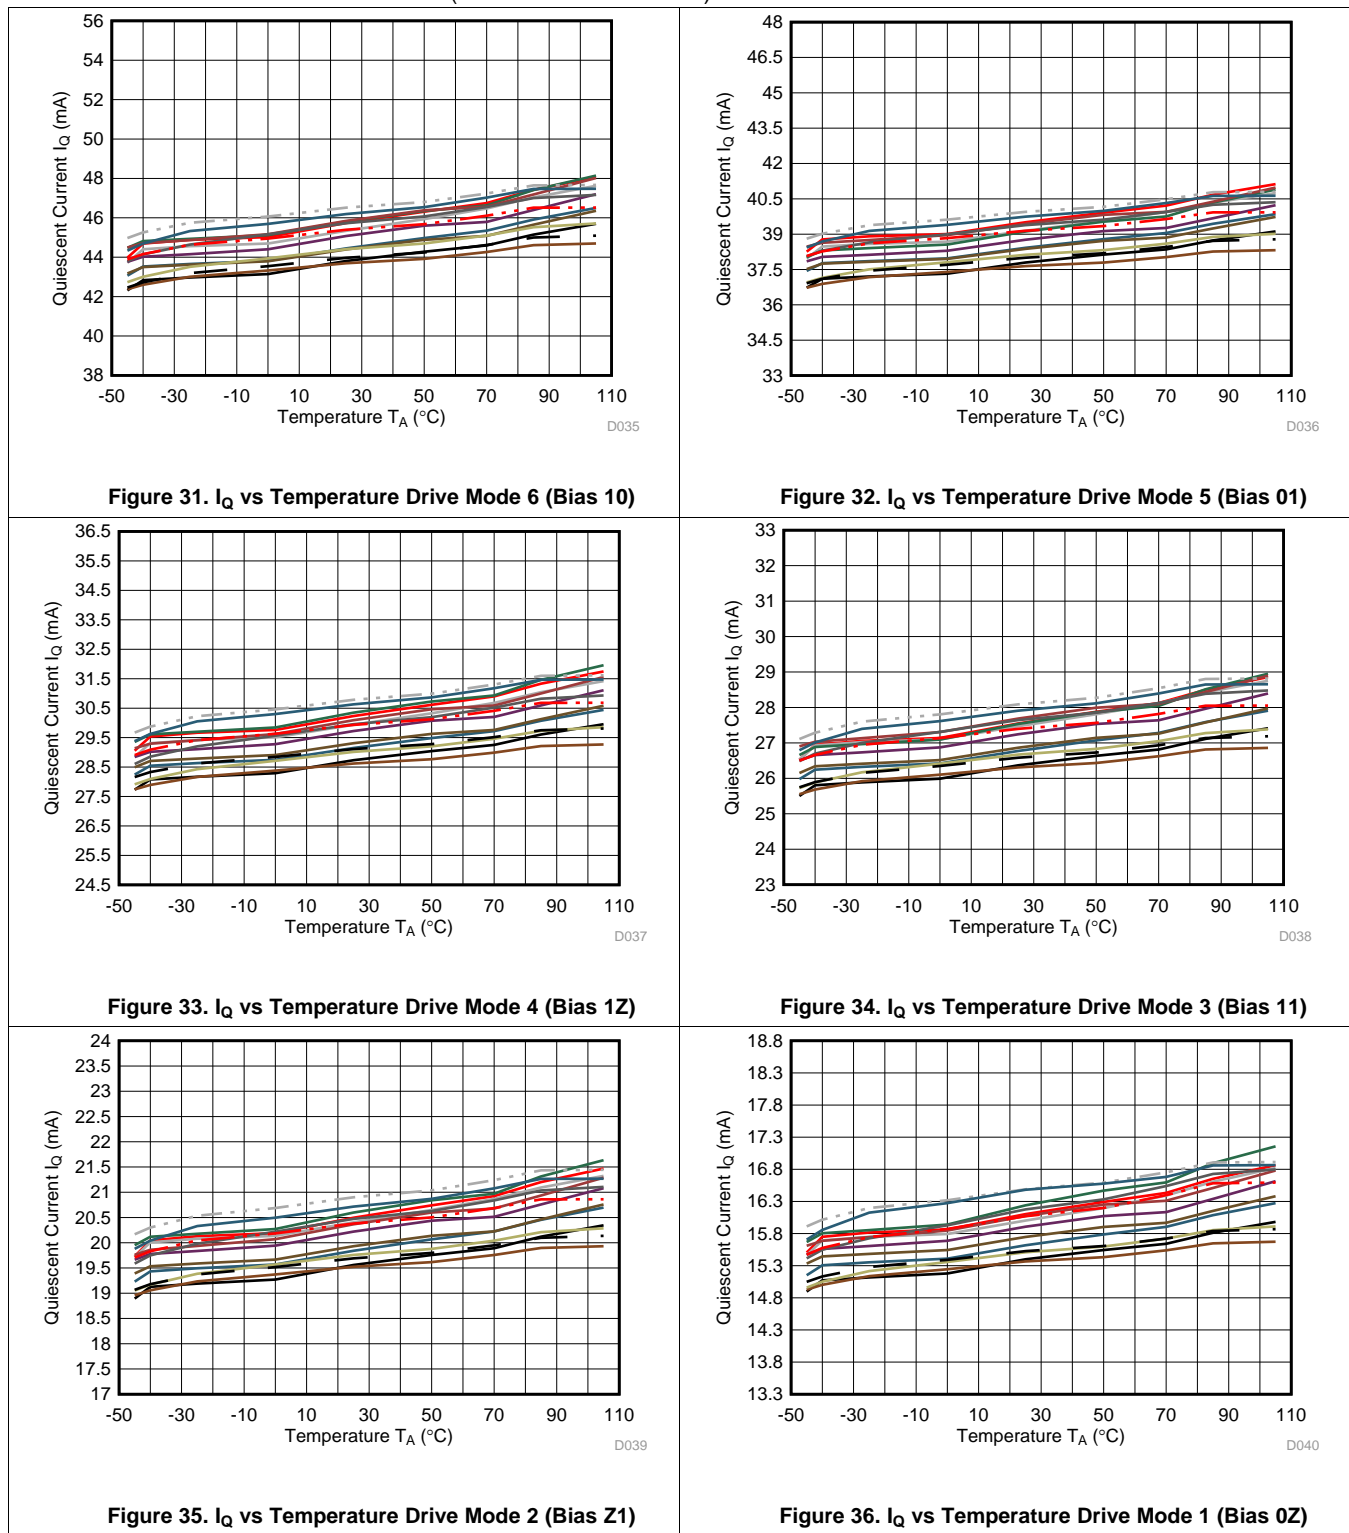 56
54
52
50
48
46
44
42
40
38
-50 -30 -10 10 30 50 70 90 110
Quiescent Current IQ (mA)
Temperature TA (°C)
D035
Figure 31. IQ vs Temperature Drive Mode 6 (Bias 10)
48
46.5
45
43.5
42
40.5
39
37.5
36
34.5
33
-50 -30 -10 10 30 50 70 90 110
Quiescent Current IQ (mA)
Temperature TA (°C)
D036
Figure 32. IQ vs Temperature Drive Mode 5 (Bias 01)
36.5
35.5
34.5
33.5
32.5
31.5
30.5
29.5
28.5
27.5
26.5
25.5
24.5
-50 -30 -10 10 30 50 70 90 110
Quiescent Current IQ (mA)
Temperature TA (°C)
D037
Figure 33. IQ vs Temperature Drive Mode 4 (Bias 1Z)
33
32
31
30
29
28
27
26
25
24
23
-50 -30 -10 10 30 50 70 90 110
Quiescent Current IQ (mA)
Temperature TA (°C)
D038
Figure 34. IQ vs Temperature Drive Mode 3 (Bias 11)
24
23.5
23
22.5
22
21.5
21
20.5
20
19.5
19
18.5
18
17.5
17
-50 -30 -10 10 30 50 70 90 110
Quiescent Current IQ (mA)
Temperature TA (°C)
D039
Figure 35. IQ vs Temperature Drive Mode 2 (Bias Z1)
18.8
18.3
17.8
17.3
16.8
16.3
15.8
15.3
14.8
14.3
13.8
13.3
-50 -30 -10 10 30 50 70 90 110
Quiescent Current IQ (mA)
Temperature TA (°C)
D040
Figure 36. IQ vs Temperature Drive Mode 1 (Bias 0Z)